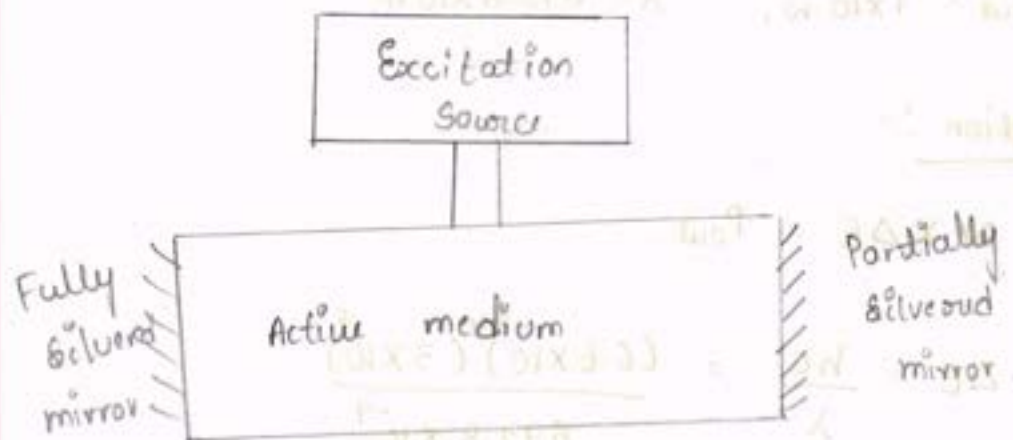 Excitation
Source
Fully
Silvered
mirror
Active medium
Partially
Silvered
mirror